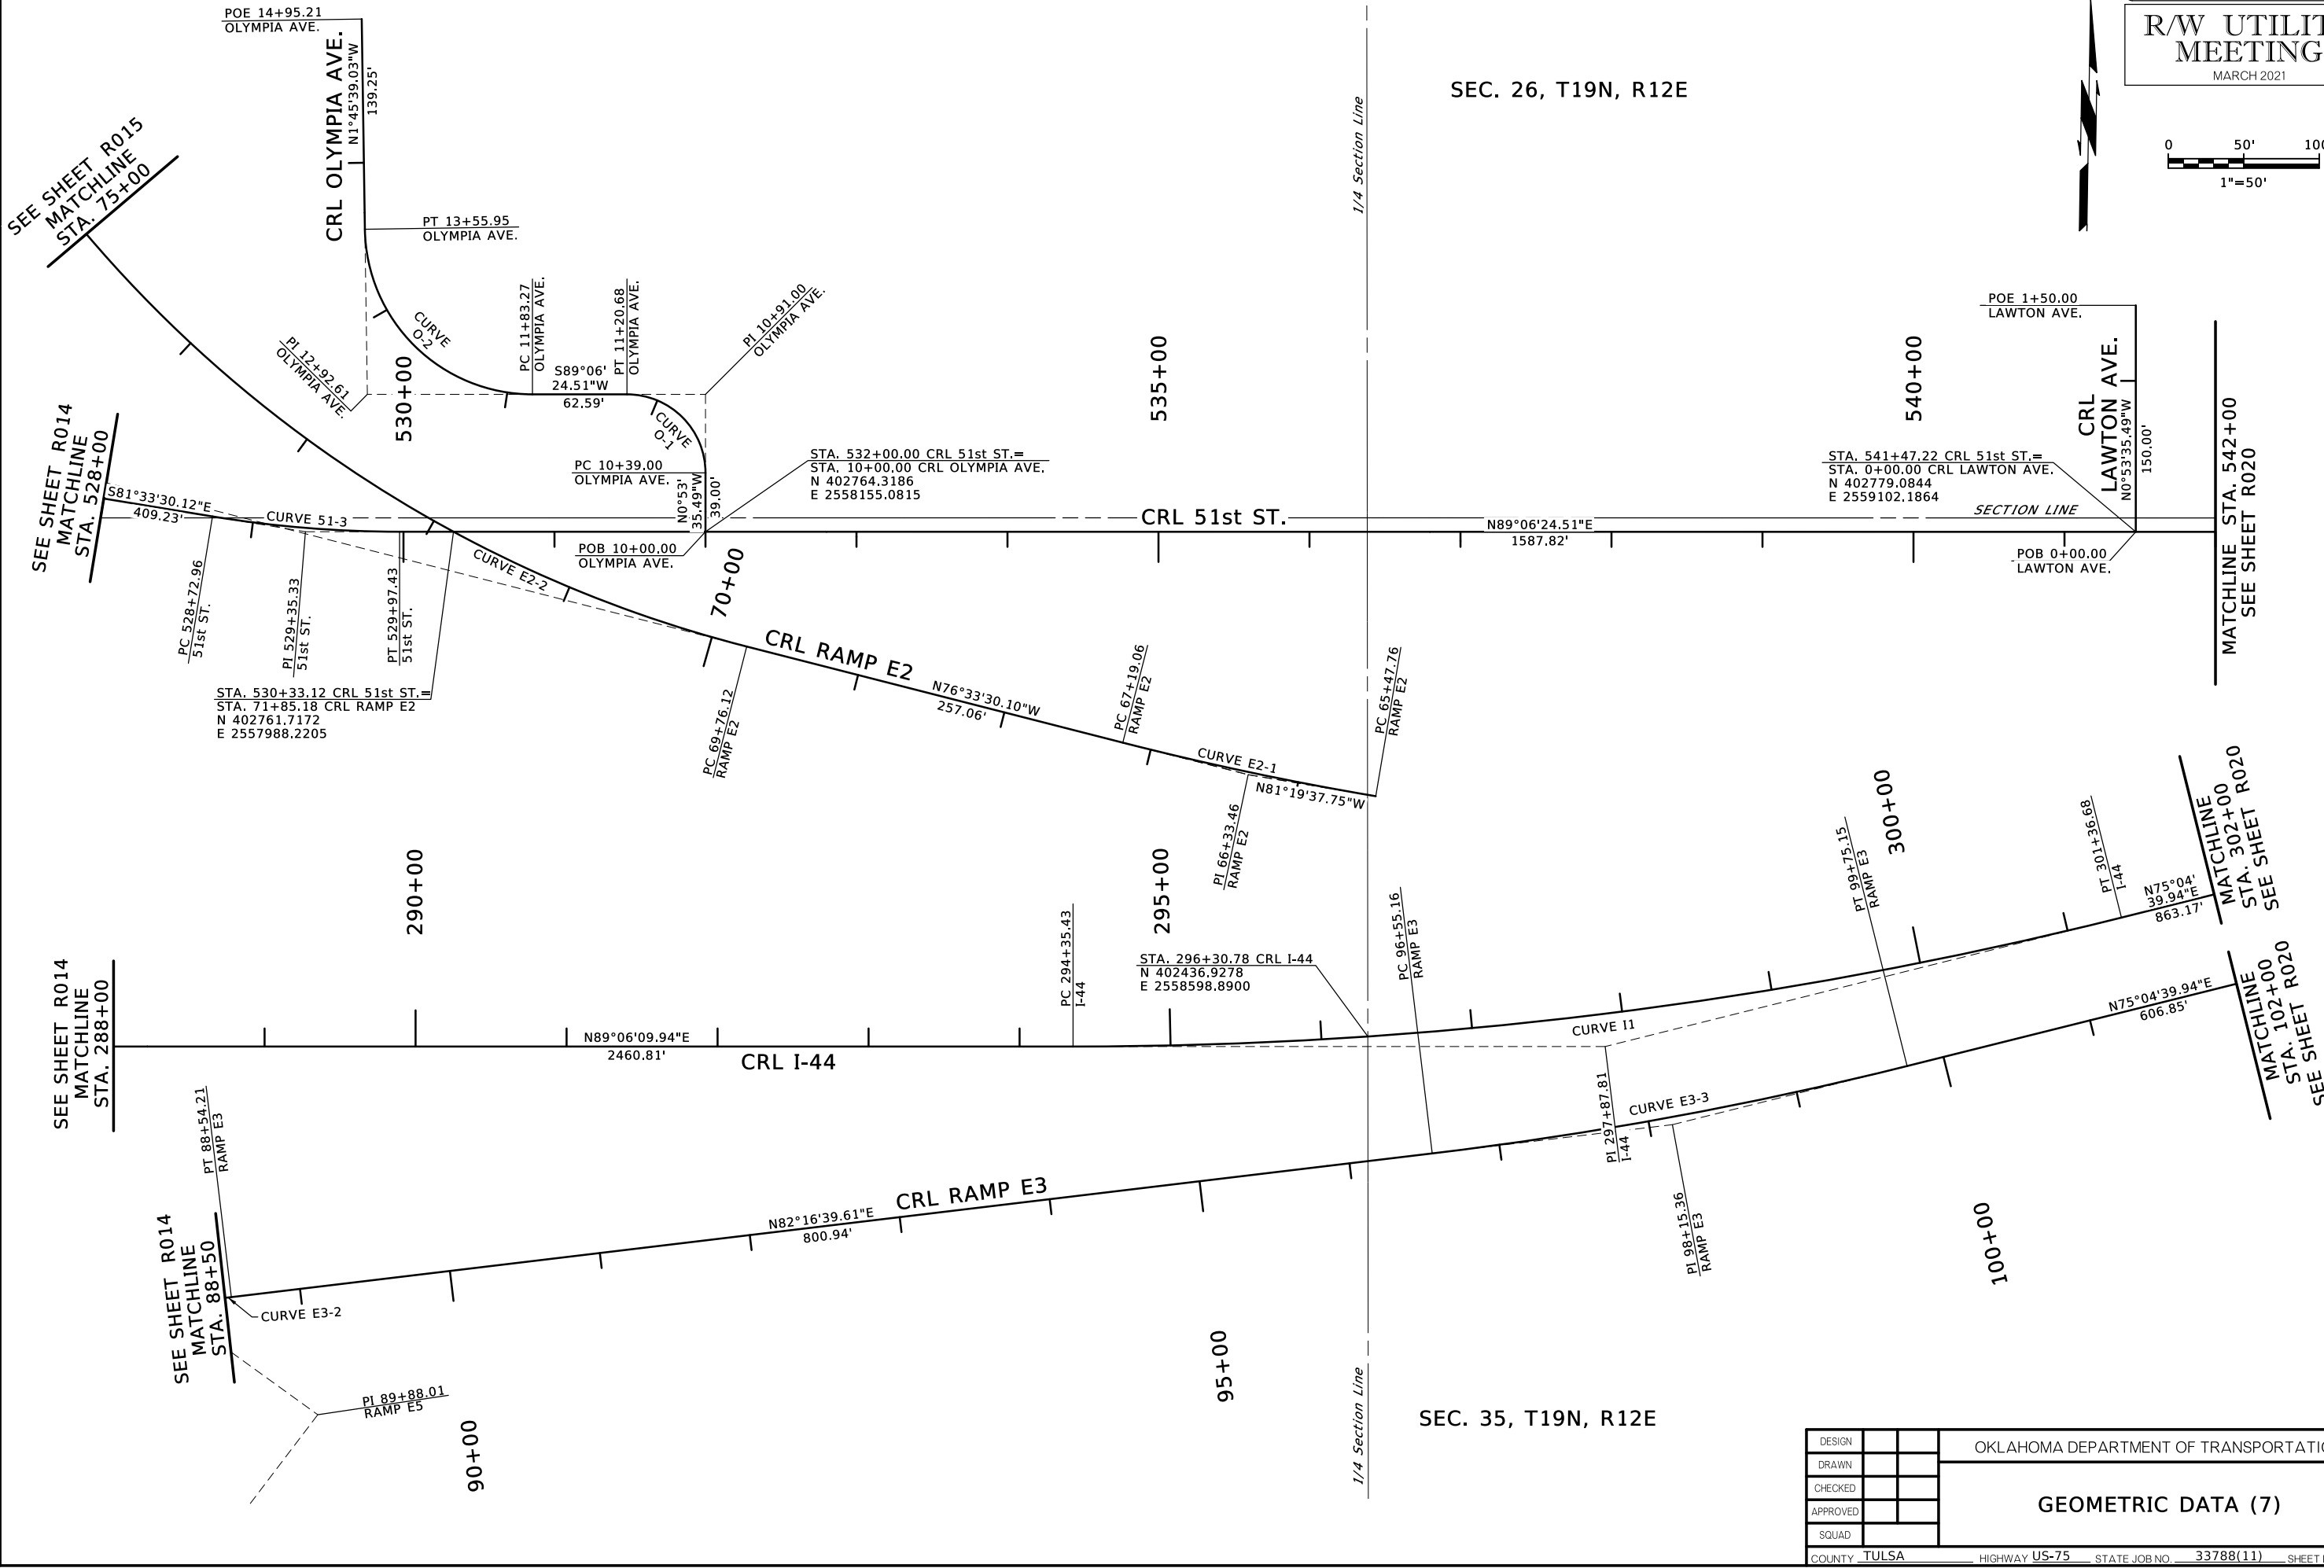 POE 14+95.21
OLYMPIA AVE.
CRL OLYMPIA AVE.
N1°45'39.03"W
139.25'
SEC. 26, T19N, R12E
1/4 Section Line
MEETING
MARCH 2021
0 50'
1"=50'
SEE SHEET R015
MATCHLINE
STA. 75+00
PT 13+55.95
OLYMPIA AVE.
CURVE
O-2
PI 12+92.61
OLYMPIA AVE.
PC 11+83.27
OLYMPIA AVE.
S89°06'
24.51"W
62.59'
PT 11+20.68
OLYMPIA AVE.
PI 10+91.00
OLYMPIA AVE.
CURVE
O-1
PC 10+39.00
OLYMPIA AVE.
N0°53'
35.49"W
39.00'
530+00
535+00
540+00
STA. 532+00.00 CRL 51st ST.=
STA. 10+00.00 CRL OLYMPIA AVE.
N 402764.3186
E 2558155.0815
POE 1+50.00
LAWTON AVE.
CRL
LAWTON AVE.
N0°53'35.49"W
150.00'
STA. 541+47.22 CRL 51st ST.=
STA. 0+00.00 CRL LAWTON AVE.
N 402779.0844
E 2559102.1864
SECTION LINE
MATCHLINE STA. 542+00
SEE SHEET R020
SEE SHEET R014
MATCHLINE
STA. 528+00
S81°33'30.12"E
409.23'
CURVE 51-3
CRL 51st ST.
N89°06'24.51"E
1587.82'
POB 10+00.00
OLYMPIA AVE.
POB 0+00.00
LAWTON AVE.
PC 528+72.96
51st ST.
PI 529+35.33
51st ST.
PT 529+97.43
51st ST.
CURVE E2-2
70+00
STA. 530+33.12 CRL 51st ST.=
STA. 71+85.18 CRL RAMP E2
N 402761.7172
E 2557988.2205
CRL RAMP E2
PC 69+76.12
RAMP E2
N76°33'30.10"W
257.06'
PC 67+19.06
RAMP E2
PC 65+47.76
RAMP E2
CURVE E2-1
N81°19'37.75"W
PI 66+33.46
RAMP E2
290+00
295+00
300+00
PC 294+35.43
I-44
STA. 296+30.78 CRL I-44
N 402436.9278
E 2558598.8900
PC 96+55.16
RAMP E3
PT 99+75.15
RAMP E3
PT 301+36.68
I-44
N75°04'
39.94"E
863.17'
MATCHLINE
STA. 302+00
SEE SHEET R020
SEE SHEET R014
MATCHLINE
STA. 288+00
N89°06'09.94"E
2460.81'
CRL I-44
CURVE I1
PI 297+87.81
I-44
CURVE E3-3
N75°04'39.94"E
606.85'
MATCHLINE
STA. 102+00
PT 88+54.21
RAMP E3
SEE SHEET R014
MATCHLINE
STA. 88+50
CURVE E3-2
N82°16'39.61"E
800.94'
CRL RAMP E3
PI 98+15.36
RAMP E3
90+00
95+00
100+00
PI 89+88.01
RAMP E5
1/4 Section Line
SEC. 35, T19N, R12E
DESIGN
DRAWN
CHECKED
APPROVED
SQUAD
OKLAHOMA DEPARTMENT OF
GEOMETRIC DATA (7)
COUNTY TULSA HIGHWAY US-75 STATE JOB NO. 33788(11) SHEET